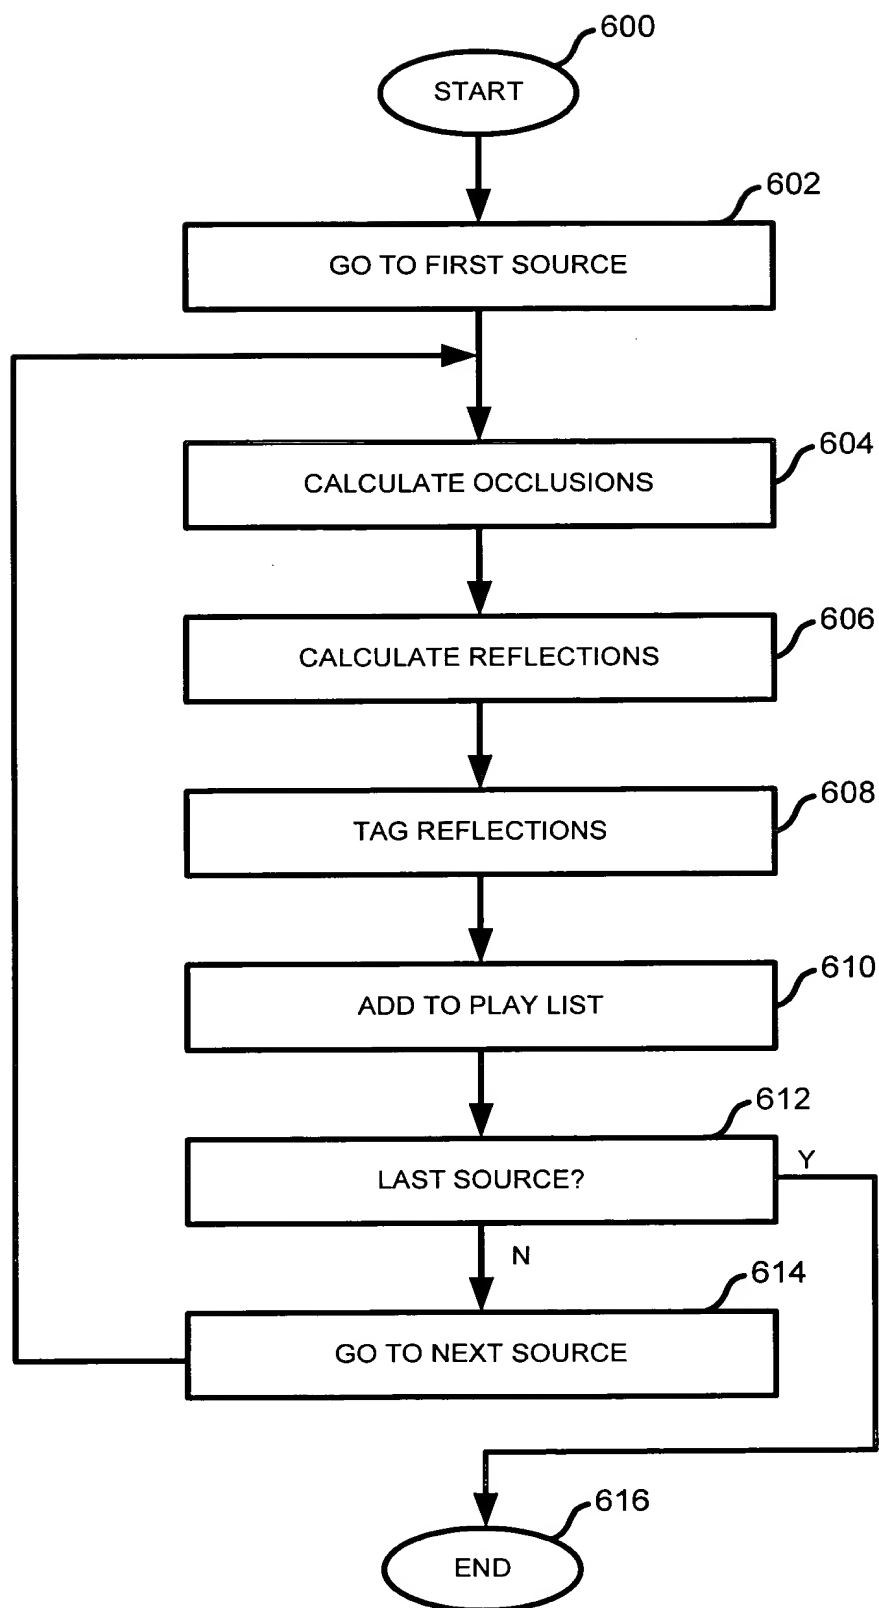 600
START
602
GO TO FIRST SOURCE
604
CALCULATE OCCLUSIONS
606
CALCULATE REFLECTIONS
608
TAG REFLECTIONS
610
ADD TO PLAY LIST
612
LAST SOURCE?
Y
N
614
GO TO NEXT SOURCE
616
END